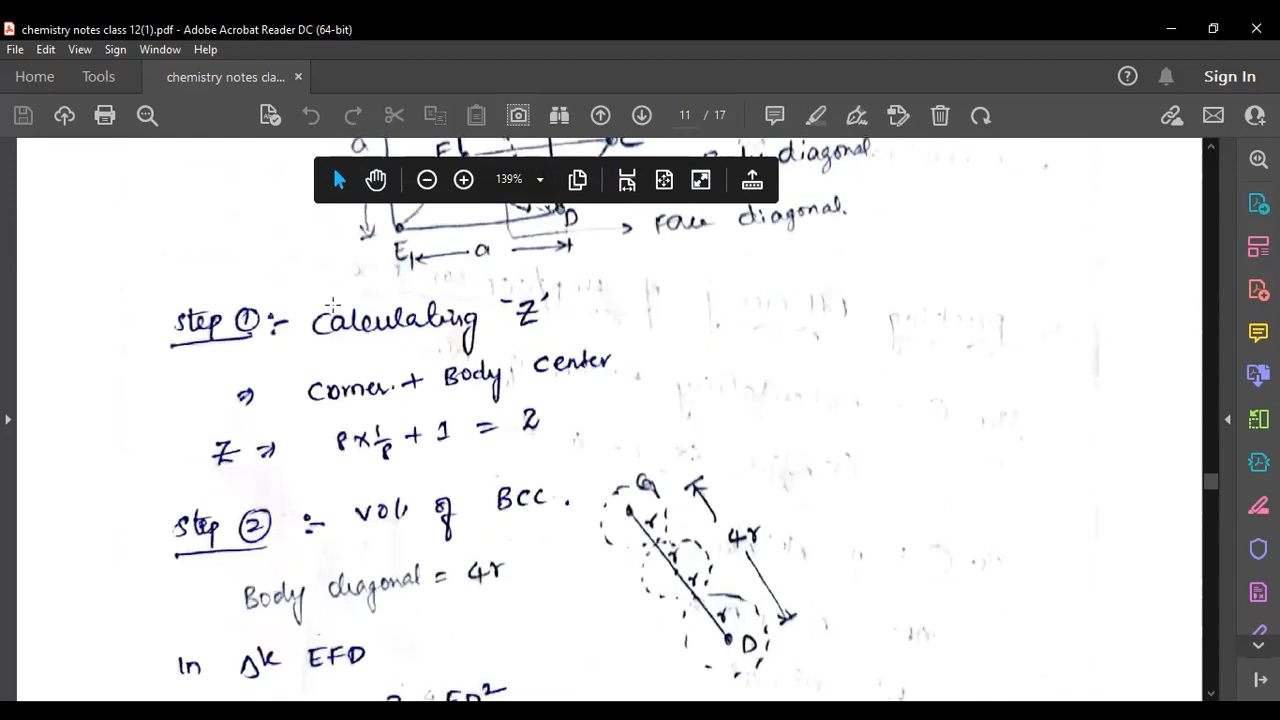 chemistry notes class 12(1).pdf - Adobe Acrobat Reader DC (64-bit)
File Edit View Sign Window Help
Home Tools chemistry notes cla... × Sign In
11 / 17
a
diagonal.
139%
D
Face diagonal.
E a
Step ① :- Calculating "Z'
⇒ Corner + Body center
Z ⇒ 8 x 1/8 + 1 = 2
G
Step ② :- vol. of BCC.
r
4r
r
Body diagonal = 4r
r
r
D
In Δk EFD